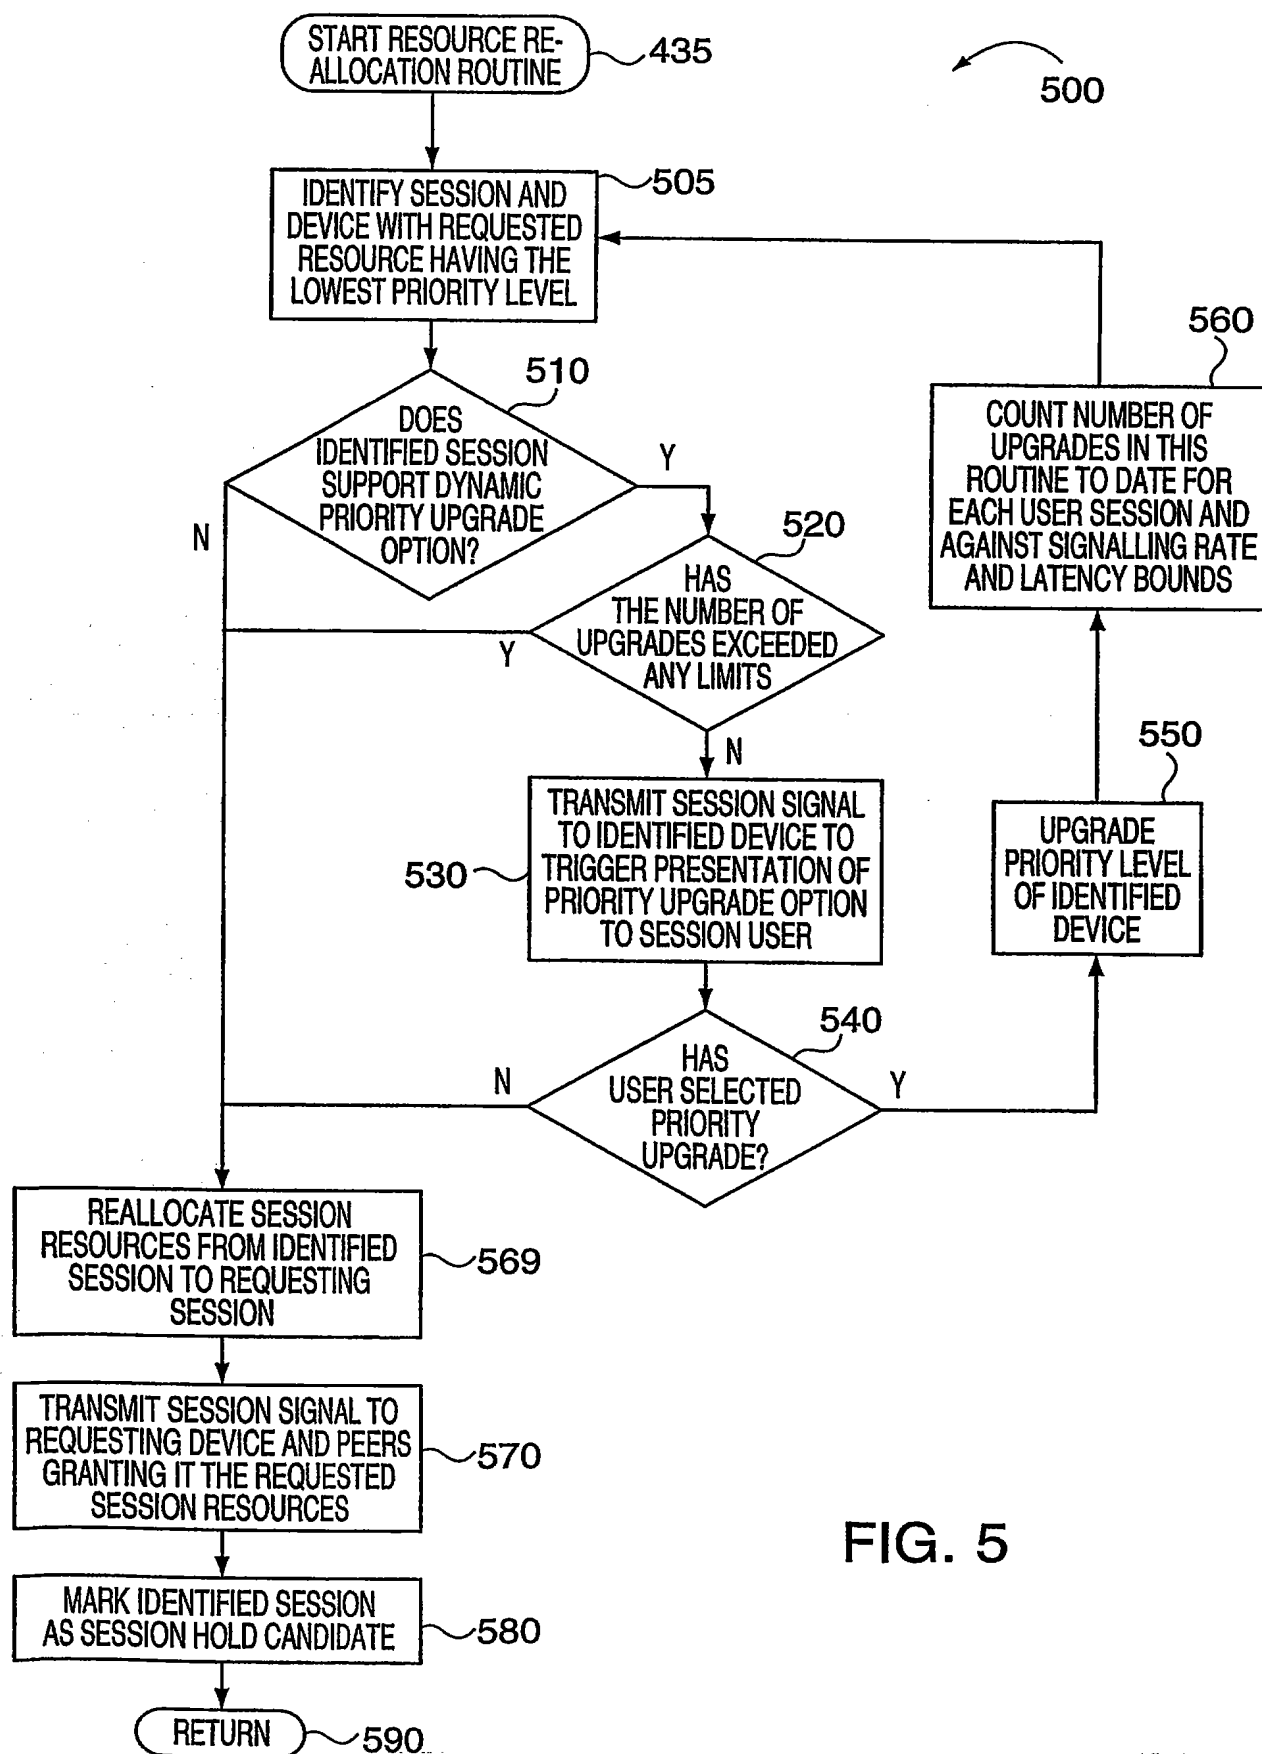 START RESOURCE RE-
ALLOCATION ROUTINE
435
500
IDENTIFY SESSION AND
DEVICE WITH REQUESTED
RESOURCE HAVING THE
LOWEST PRIORITY LEVEL
505
DOES
IDENTIFIED SESSION
SUPPORT DYNAMIC
PRIORITY UPGRADE
OPTION?
510
Y
N
HAS
THE NUMBER OF
UPGRADES EXCEEDED
ANY LIMITS
520
Y
N
TRANSMIT SESSION SIGNAL
TO IDENTIFIED DEVICE TO
TRIGGER PRESENTATION OF
PRIORITY UPGRADE OPTION
TO SESSION USER
530
HAS
USER SELECTED
PRIORITY
UPGRADE?
540
N
Y
UPGRADE
PRIORITY LEVEL
OF IDENTIFIED
DEVICE
550
COUNT NUMBER OF
UPGRADES IN THIS
ROUTINE TO DATE FOR
EACH USER SESSION AND
AGAINST SIGNALLING RATE
AND LATENCY BOUNDS
560
REALLOCATE SESSION
RESOURCES FROM IDENTIFIED
SESSION TO REQUESTING
SESSION
569
TRANSMIT SESSION SIGNAL TO
REQUESTING DEVICE AND PEERS
GRANTING IT THE REQUESTED
SESSION RESOURCES
570
MARK IDENTIFIED SESSION
AS SESSION HOLD CANDIDATE
580
RETURN
590
FIG. 5